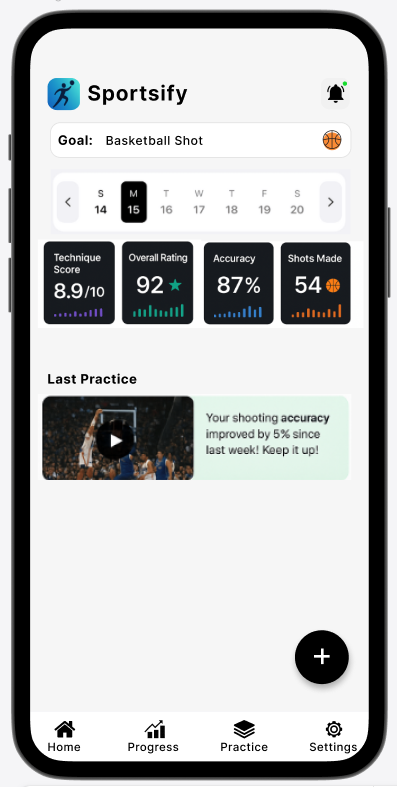 Sportsify
Goal: Basketball Shot
S M T W T F S
14 15 16 17 18 19 20
Technique Score
8.9/10
Overall Rating
92
Accuracy
87%
Shots Made
54
Last Practice
Your shooting accuracy
improved by 5% since
last week! Keep it up!
+
Home Progress Practice Settings